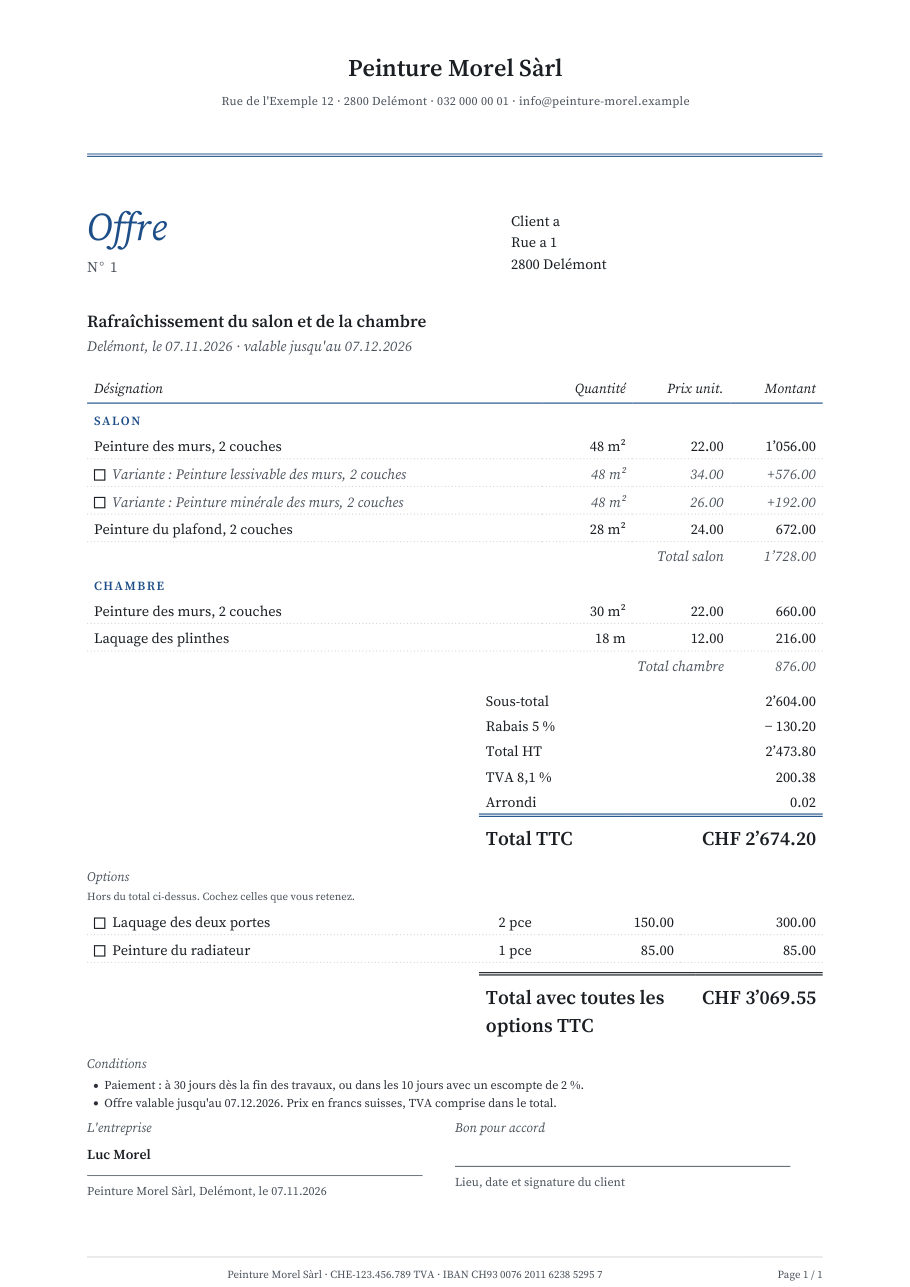 Peinture Morel Sàrl
Rue de l'Exemple 12 · 2800 Delémont · 032 000 00 01 · info@peinture-morel.example
Offre
N° 1
Client a
Rue a 1
2800 Delémont
Rafraîchissement du salon et de la chambre
Delémont, le 07.11.2026 · valable jusqu'au 07.12.2026
Désignation Quantité Prix unit. Montant
SALON
Peinture des murs, 2 couches 48 m² 22.00 1’056.00
Variante : Peinture lessivable des murs, 2 couches 48 m² 34.00 +576.00
Variante : Peinture minérale des murs, 2 couches 48 m² 26.00 +192.00
Peinture du plafond, 2 couches 28 m² 24.00 672.00
Total salon 1’728.00
CHAMBRE
Peinture des murs, 2 couches 30 m² 22.00 660.00
Laquage des plinthes 18 m 12.00 216.00
Total chambre 876.00
Sous-total 2’604.00
Rabais 5 % − 130.20
Total HT 2’473.80
TVA 8,1 % 200.38
Arrondi 0.02
Total TTC CHF 2’674.20
Options
Hors du total ci-dessus. Cochez celles que vous retenez.
Laquage des deux portes 2 pce 150.00 300.00
Peinture du radiateur 1 pce 85.00 85.00
Total avec toutes les CHF 3’069.55
options TTC
Conditions
• Paiement : à 30 jours dès la fin des travaux, ou dans les 10 jours avec un escompte de 2 %.
• Offre valable jusqu'au 07.12.2026. Prix en francs suisses, TVA comprise dans le total.
L'entreprise
Luc Morel
Peinture Morel Sàrl, Delémont, le 07.11.2026
Bon pour accord
Lieu, date et signature du client
Peinture Morel Sàrl · CHE-123.456.789 TVA · IBAN CH93 0076 2011 6238 5295 7
Page 1 / 1